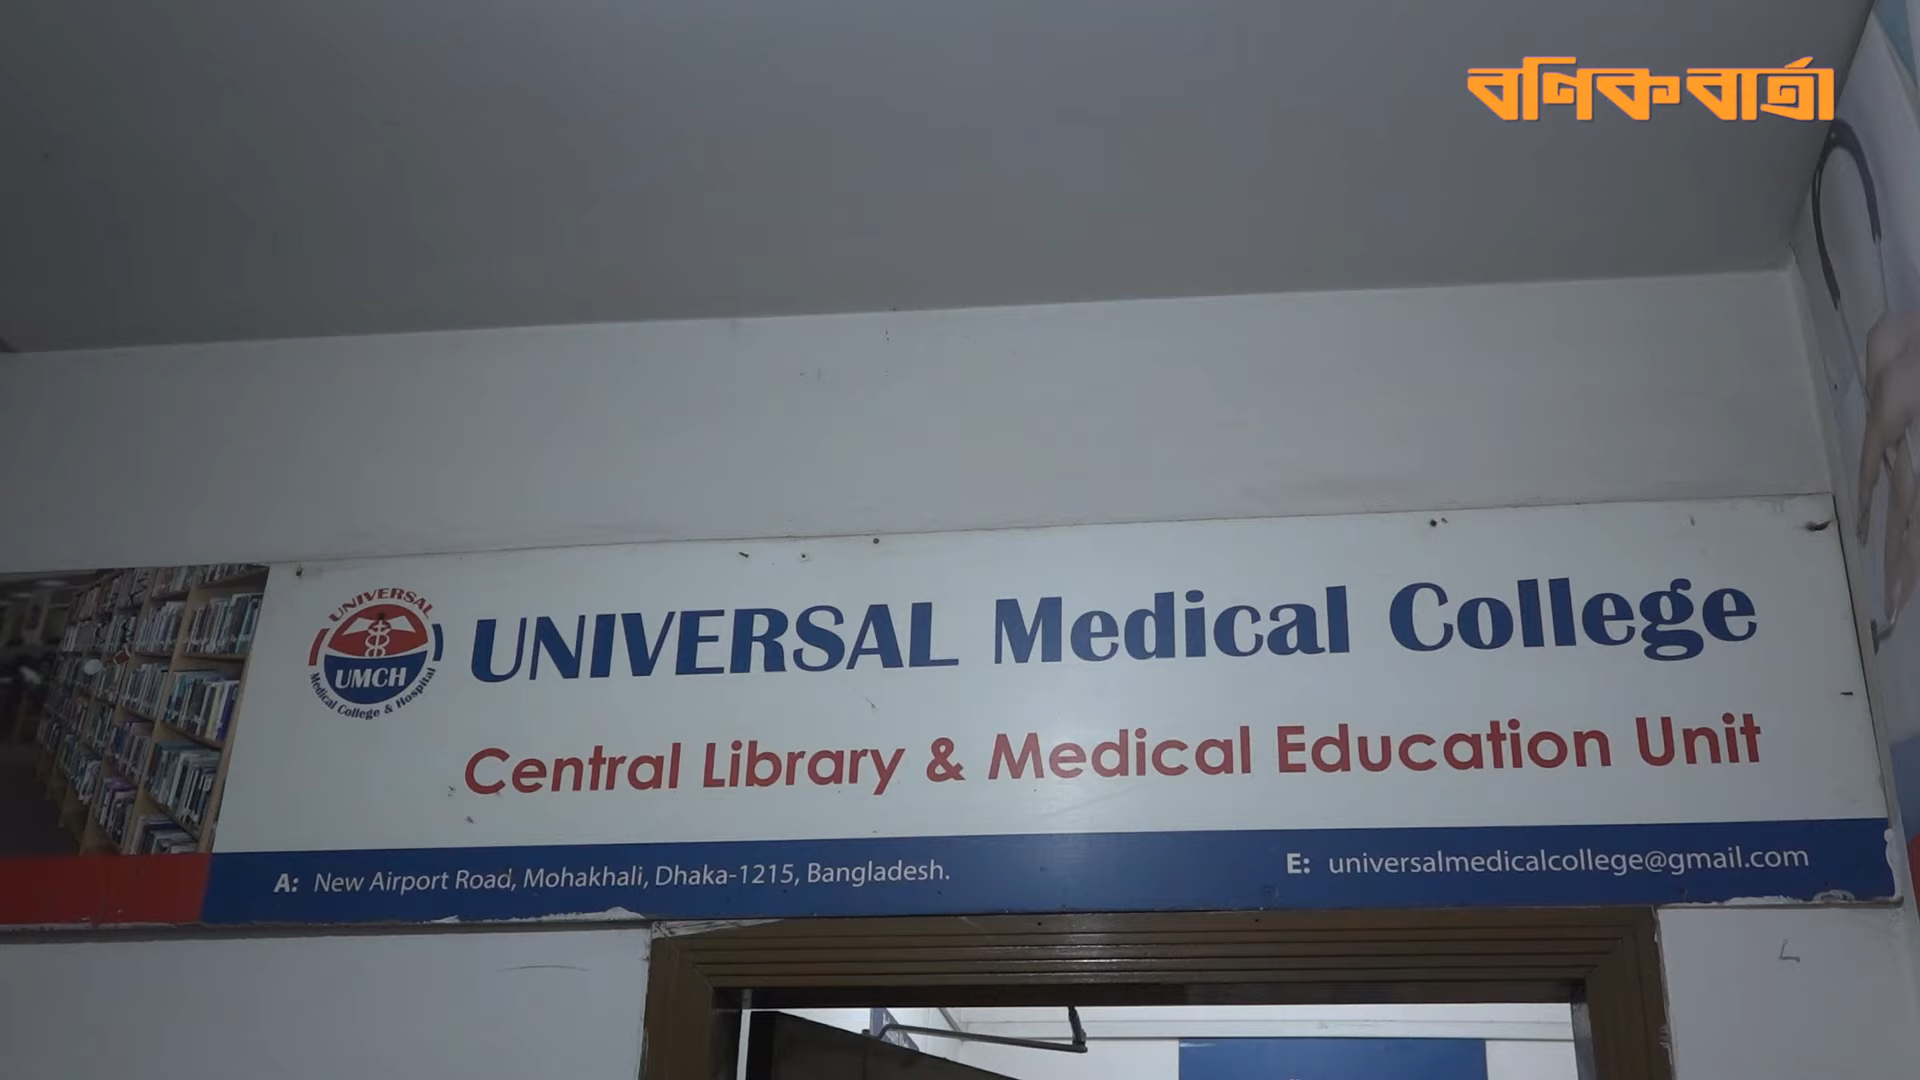 বণিক বার্তা
UNIVERSAL
UMCH
Medical College & Hospital
UNIVERSAL Medical College
Central Library & Medical Education Unit
A: New Airport Road, Mohakhali, Dhaka-1215, Bangladesh.
E: universalmedicalcollege@gmail.com